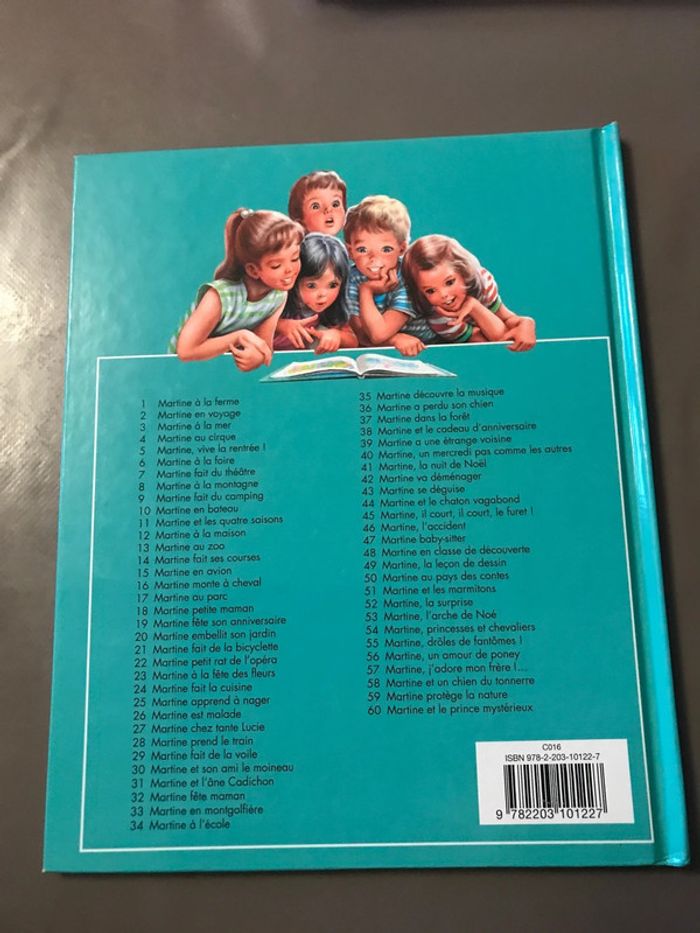 1 Martine à la ferme
2 Martine en voyage
3 Martine à la mer
4 Martine au cirque
5 Martine, vive la rentrée !
6 Martine à la foire
7 Martine fait du théâtre
8 Martine à la montagne
9 Martine fait du camping
10 Martine en bateau
11 Martine et les quatre saisons
12 Martine à la maison
13 Martine au zoo
14 Martine fait ses courses
15 Martine en avion
16 Martine monte à cheval
17 Martine au parc
18 Martine petite maman
19 Martine fête son anniversaire
20 Martine embellit son jardin
21 Martine fait de la bicyclette
22 Martine petit rat de l'opéra
23 Martine à la fête des fleurs
24 Martine fait la cuisine
25 Martine apprend à nager
26 Martine est malade
27 Martine chez tante Lucie
28 Martine prend le train
29 Martine fait de la voile
30 Martine et son ami le moineau
31 Martine et l'âne Cadichon
32 Martine fête maman
33 Martine en montgolfière
34 Martine à l'école
35 Martine découvre la musique
36 Martine a perdu son chien
37 Martine dans la forêt
38 Martine et le cadeau d'anniversaire
39 Martine a une étrange voisine
40 Martine, un mercredi pas comme les autres
41 Martine, la nuit de Noël
42 Martine va déménager
43 Martine se déguise
44 Martine et le chaton vagabond
45 Martine, il court, il court, le furet !
46 Martine, l'accident
47 Martine baby-sitter
48 Martine en classe de découverte
49 Martine, la leçon de dessin
50 Martine au pays des contes
51 Martine et les marmitons
52 Martine, la surprise
53 Martine, l'arche de Noé
54 Martine, princesses et chevaliers
55 Martine, drôles de fantômes !
56 Martine, un amour de poney
57 Martine, j'adore mon frère !...
58 Martine et un chien du tonnerre
59 Martine protège la nature
60 Martine et le prince mystérieux
C016
ISBN 978-2-203-10122-7
9 782203 101227